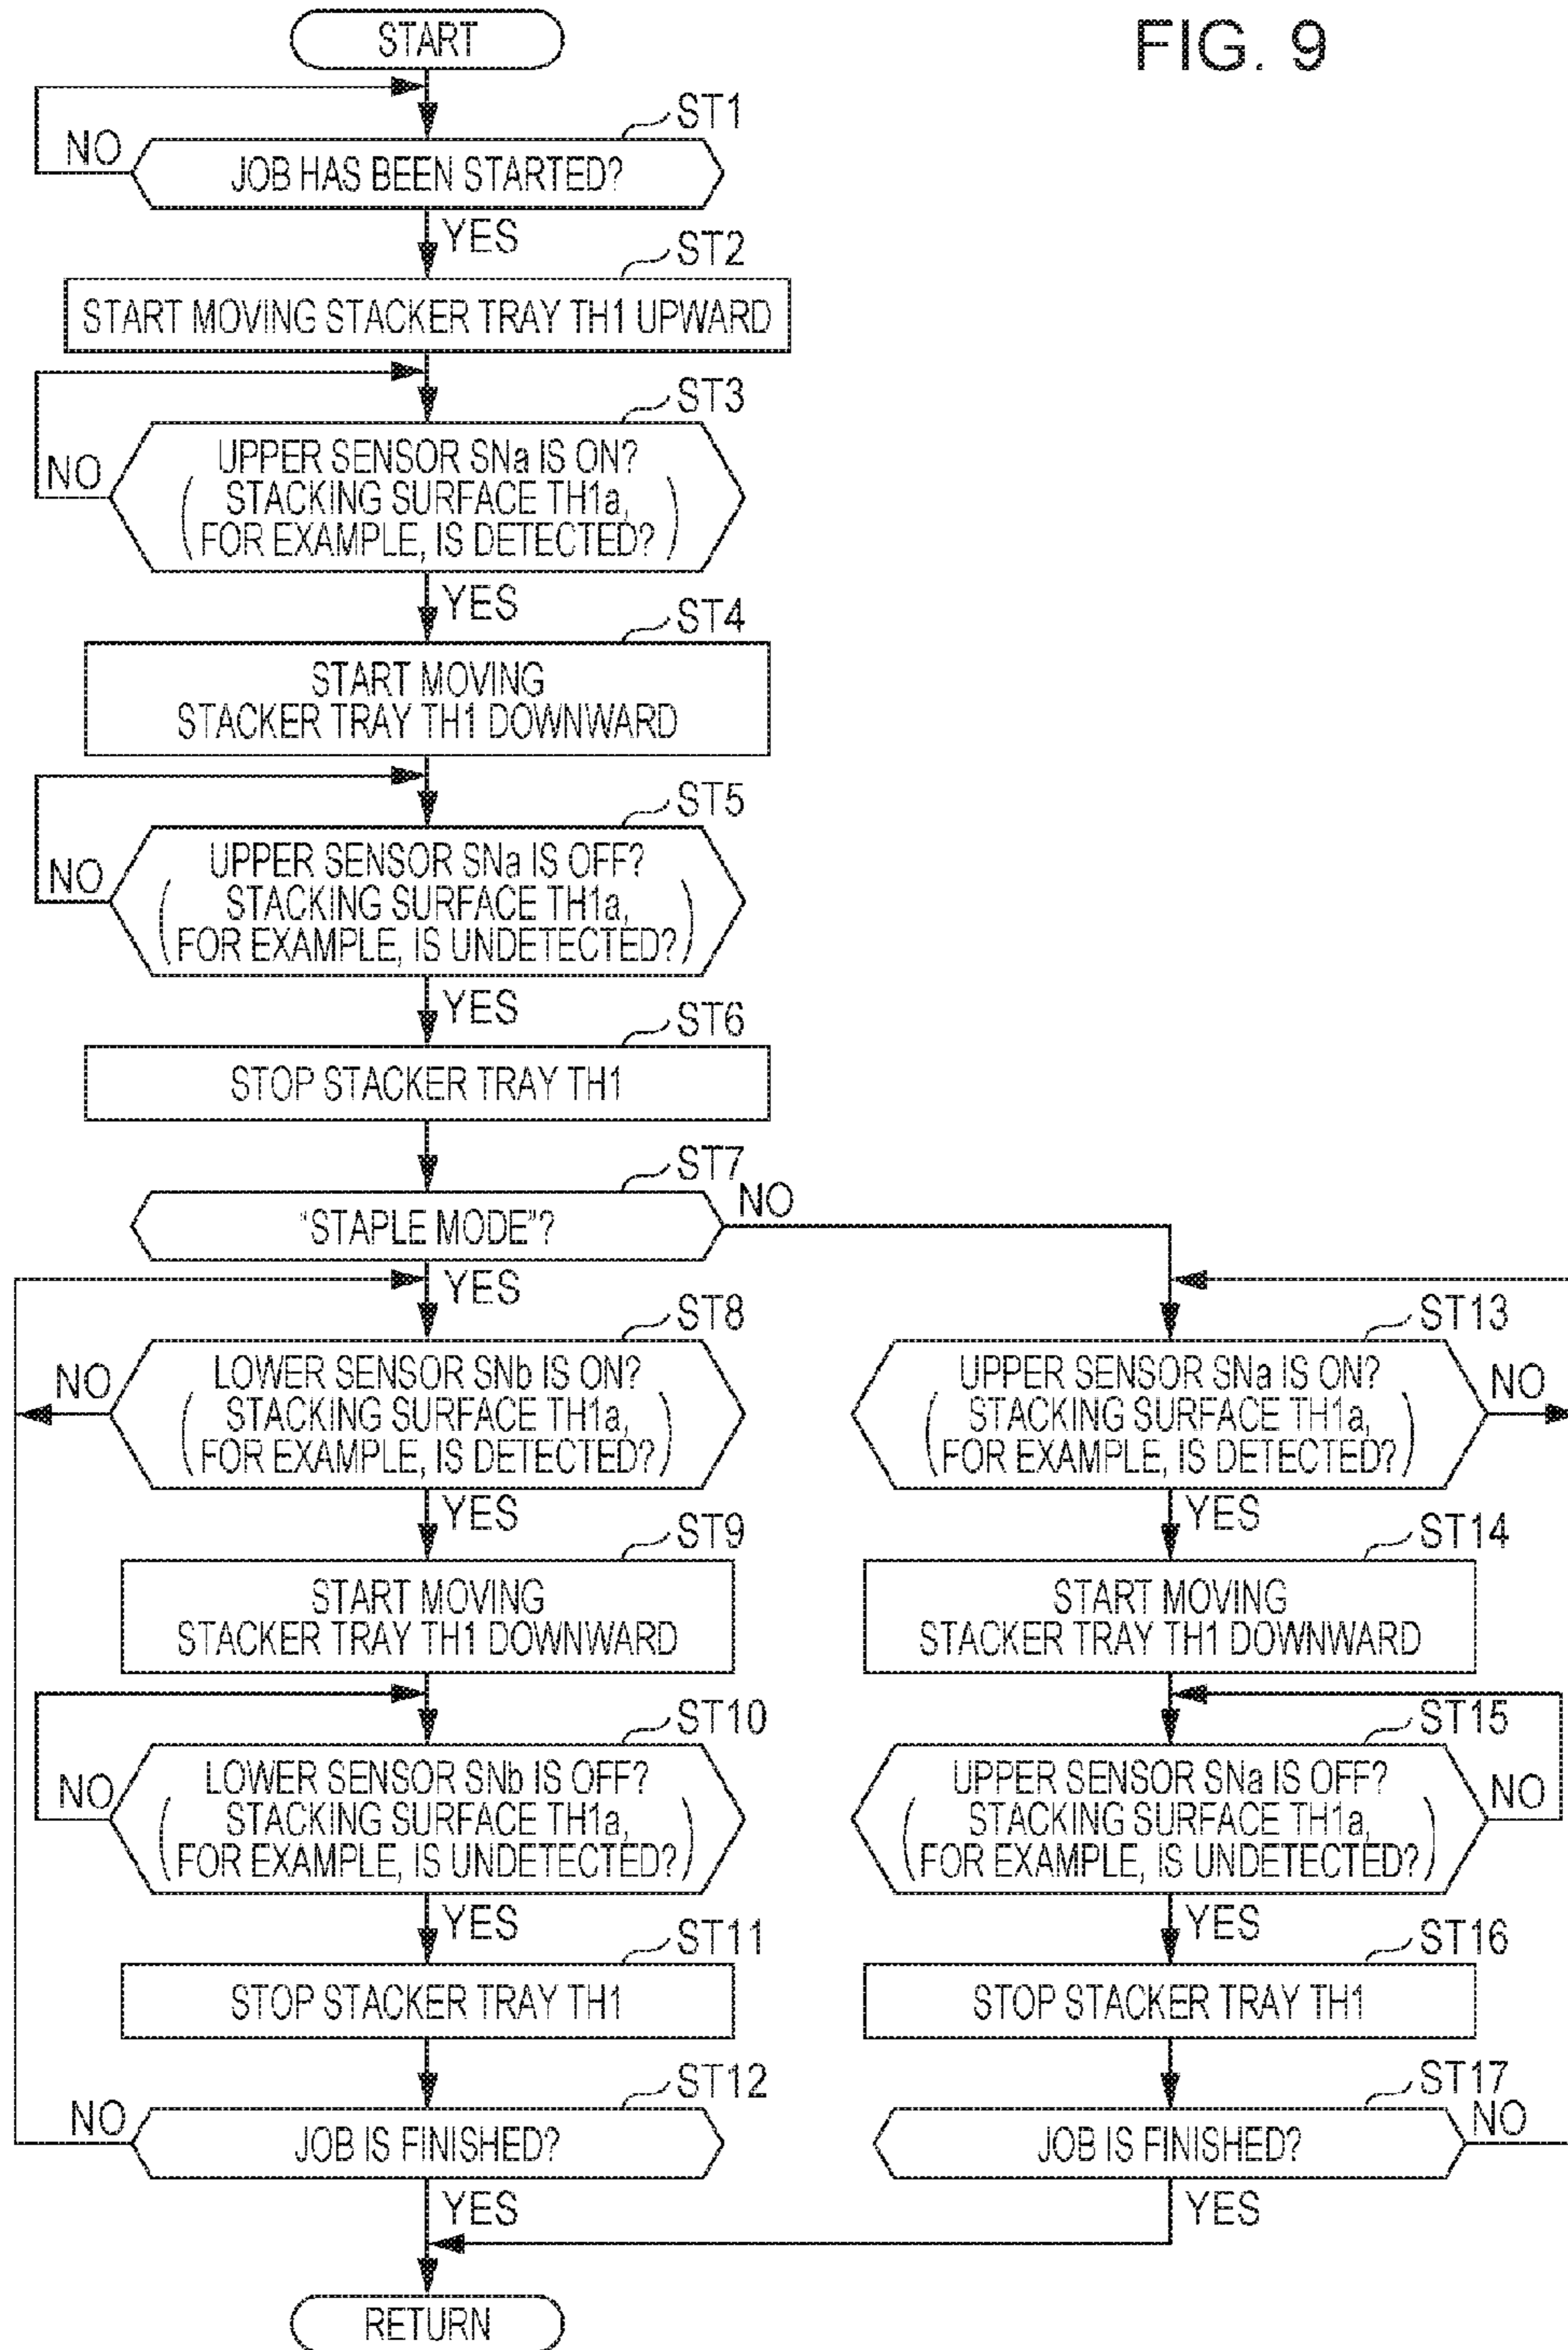 FIG. 9
START
ST1
NO
JOB HAS BEEN STARTED?
YES
ST2
START MOVING STACKER TRAY TH1 UPWARD
ST3
NO
UPPER SENSOR SNa IS ON?
( STACKING SURFACE TH1a,
FOR EXAMPLE, IS DETECTED? )
YES
ST4
START MOVING
STACKER TRAY TH1 DOWNWARD
ST5
NO
UPPER SENSOR SNa IS OFF?
( STACKING SURFACE TH1a,
FOR EXAMPLE, IS UNDETECTED? )
YES
ST6
STOP STACKER TRAY TH1
ST7
"STAPLE MODE"?
NO
YES
ST8
NO
LOWER SENSOR SNb IS ON?
( STACKING SURFACE TH1a,
FOR EXAMPLE, IS DETECTED? )
YES
ST9
START MOVING
STACKER TRAY TH1 DOWNWARD
ST10
NO
LOWER SENSOR SNb IS OFF?
( STACKING SURFACE TH1a,
FOR EXAMPLE, IS UNDETECTED? )
YES
ST11
STOP STACKER TRAY TH1
ST12
NO
JOB IS FINISHED?
YES
ST13
UPPER SENSOR SNa IS ON?
( STACKING SURFACE TH1a,
FOR EXAMPLE, IS DETECTED? )
NO
YES
ST14
START MOVING
STACKER TRAY TH1 DOWNWARD
ST15
UPPER SENSOR SNa IS OFF?
( STACKING SURFACE TH1a,
FOR EXAMPLE, IS UNDETECTED? )
NO
YES
ST16
STOP STACKER TRAY TH1
ST17
JOB IS FINISHED?
NO
YES
RETURN